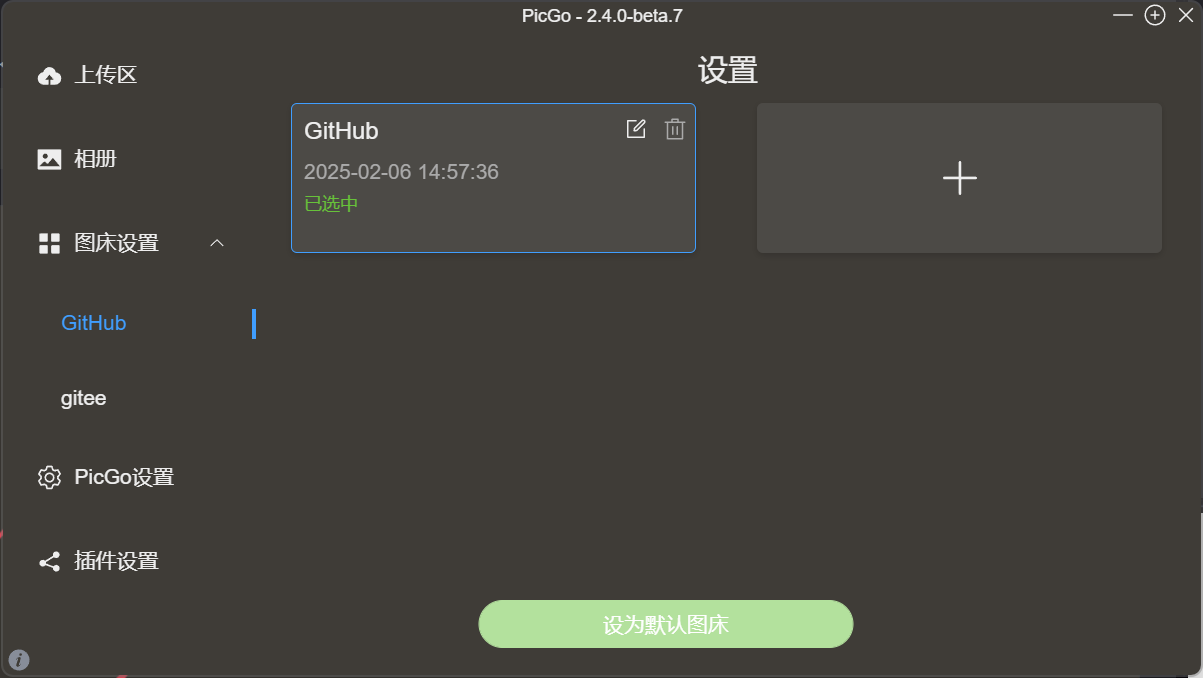 PicGo - 2.4.0-beta.7
上传区
相册
图床设置
GitHub
gitee
PicGo设置
插件设置
设置
GitHub
2025-02-06 14:57:36
已选中
设为默认图床